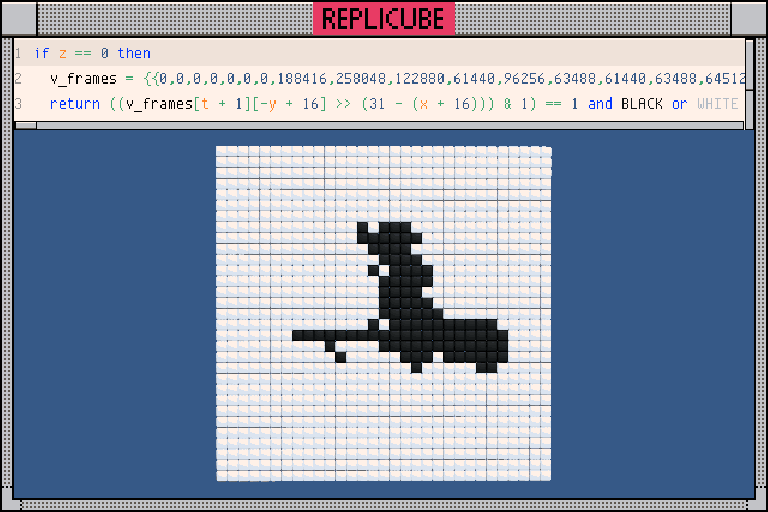 REPLICUBE
1 if z == 0 then
2 v_frames = {{0,0,0,0,0,0,0,188416,258048,122880,61440,96256,63488,61440,63488,64512
3 return ((v_frames[t + 1][-y + 16] >> (31 - (x + 16))) & 1) == 1 and BLACK or WHITE